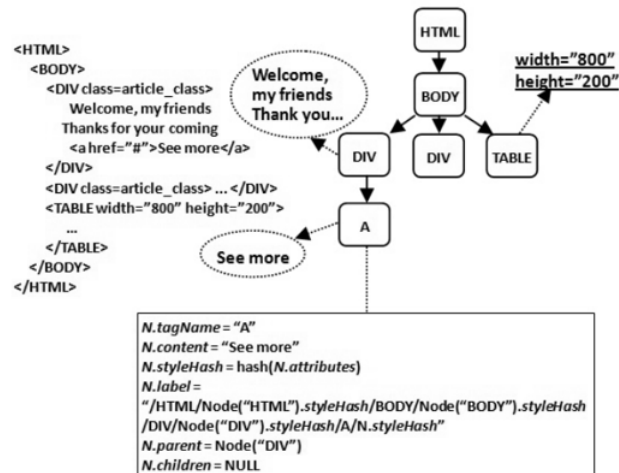 <HTML>
<BODY>
<DIV class=article_class>
Welcome, my friends
Thanks for your coming
<a href="#">See more</a>
</DIV>
<DIV class=article_class> ... </DIV>
<TABLE width="800" height="200">
...
</TABLE>
</BODY>
</HTML>
Welcome,
my friends
Thank you...
HTML
BODY
width="800"
height="200"
DIV
DIV
TABLE
A
See more
N.tagName = "A"
N.content = "See more"
N.styleHash = hash(N.attributes)
N.label =
"/HTML/Node("HTML").styleHash/BODY/Node("BODY").styleHash
/DIV/Node("DIV").styleHash/A/N.styleHash"
N.parent = Node("DIV")
N.children = NULL